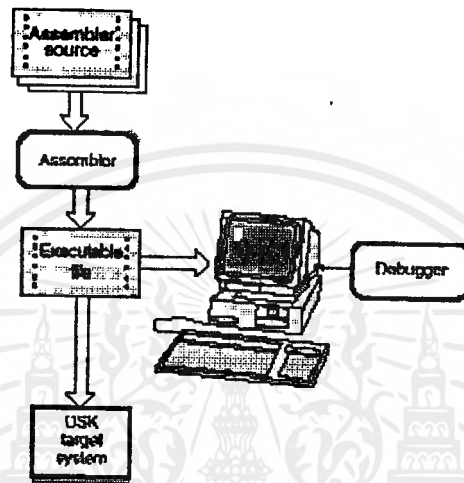 Assembler
source
Assembler
Executable
file
Debugger
DSK
target
system